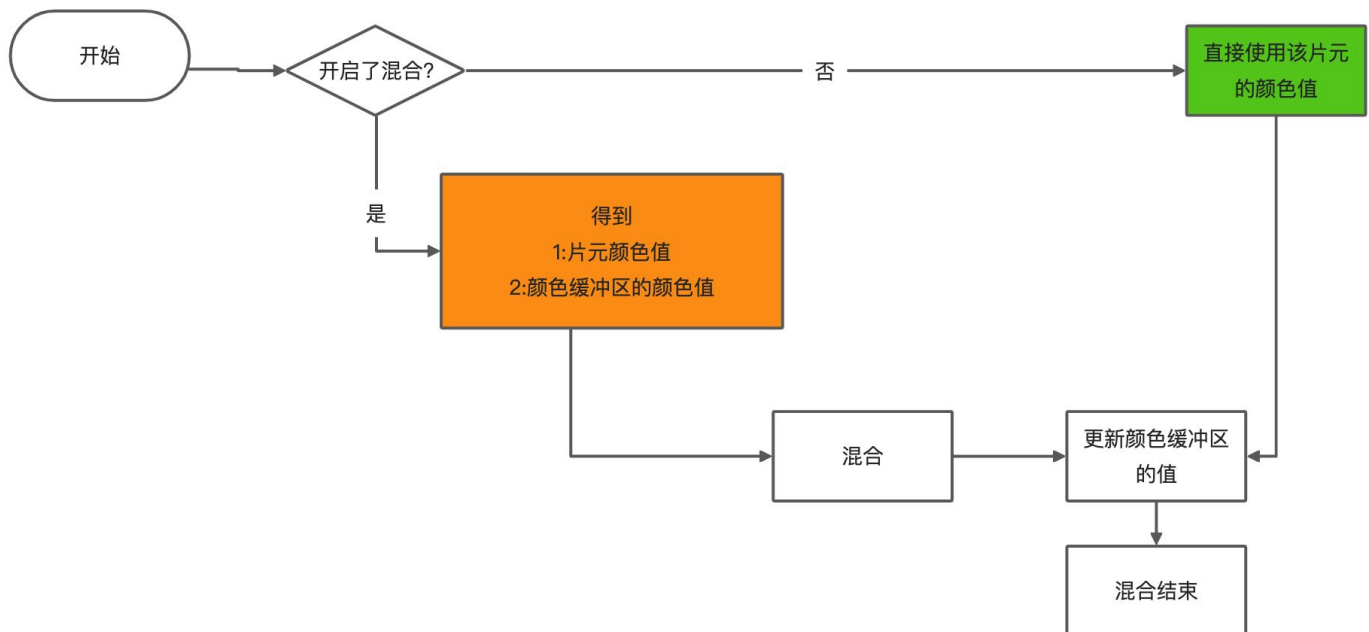 开始
开启了混合?
否
直接使用该片元
的颜色值
是
得到
1:片元颜色值
2:颜色缓冲区的颜色值
混合
更新颜色缓冲区
的值
混合结束